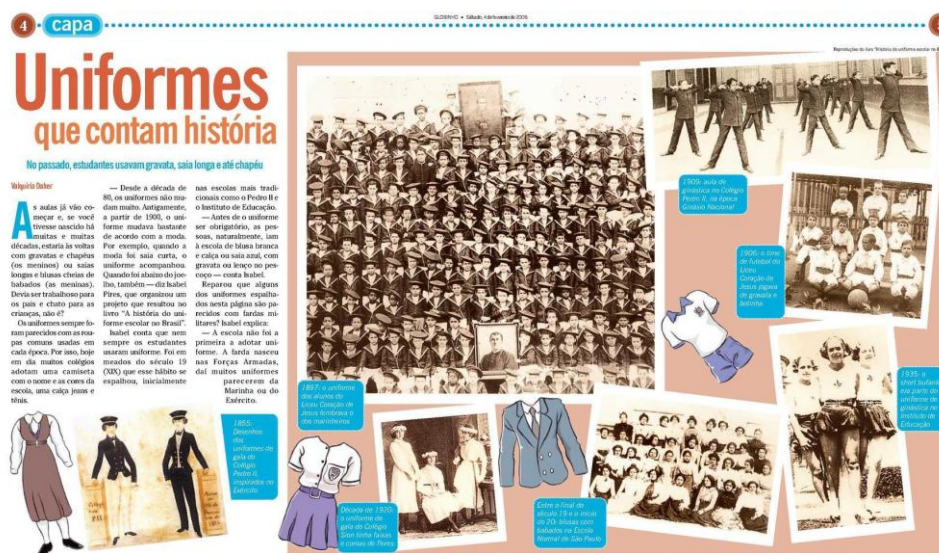 4
capa
GLOBINHO • Sábado, 4 de fevereiro de 2006
Uniformes
que contam história
No passado, estudantes usavam gravata, saia longa e até chapéu
Valquíria Daher
As aulas já vão co-
meçar e, se você
tivesse nascido há
muitas e muitas
décadas, estaria às voltas
com gravatas e chapéus
(os meninos) ou saias
longas e blusas cheias de
babados (as meninas).
Devia ser trabalhoso para
os pais e chato para as
crianças, não é?
Os uniformes sempre fo-
ram parecidos com as rou-
pas comuns usadas em
cada época. Por isso, hoje
em dia muitos colégios
adotam uma camiseta
com o nome e as cores da
escola, uma calça jeans e
tênis.
— Desde a década de
80, os uniformes não mu-
dam muito. Antigamente,
a partir de 1900, o uni-
forme mudava bastante
de acordo com a moda.
Por exemplo, quando a
moda foi saia curta, o
uniforme acompanhou.
Quando foi abaixo do joe-
lho, também — diz Isabel
Pires, que organizou um
projeto que resultou no
livro "A história do uni-
forme escolar no Brasil".
Isabel conta que nem
sempre os estudantes
usaram uniforme. Foi em
meados do século 19
(XIX) que esse hábito se
espalhou, inicialmente
nas escolas mais tradi-
cionais como o Pedro II e
o Instituto de Educação.
— Antes de o uniforme
ser obrigatório, as pes-
soas, naturalmente, iam
à escola de blusa branca
e calça ou saia azul, com
gravata ou lenço no pes-
coço — conta Isabel.
Reparou que alguns
dos uniformes espalha-
dos nesta página são pa-
recidos com fardas mi-
litares? Isabel explica:
— A escola não foi a
primeira a adotar uni-
forme. A farda nasceu
nas Forças Armadas,
daí muitos uniformes
parecerem da
Marinha ou do
Exército.
1855:
Desenhos
dos
uniformes de
gala do
Colégio
Pedro II,
inspirados no
Exército
1897: o uniforme
dos alunos do
Liceu Coração de
Jesus lembrava o
dos marinheiros
Década de 1920:
o uniforme de
gala do Colégio
Sion tinha faixas
e coroas de flores
Entre o final do
século 19 e o início
do 20: blusas com
babados na Escola
Normal de São Paulo
1909: aula de
ginástica no Colégio
Pedro II, na época
Ginásio Nacional
1906: o time
de futebol do
Liceu
Coração de
Jesus jogava
de gravata e
botinha
1935: o
short bufante
era parte do
uniforme de
ginástica no
Instituto de
Educação